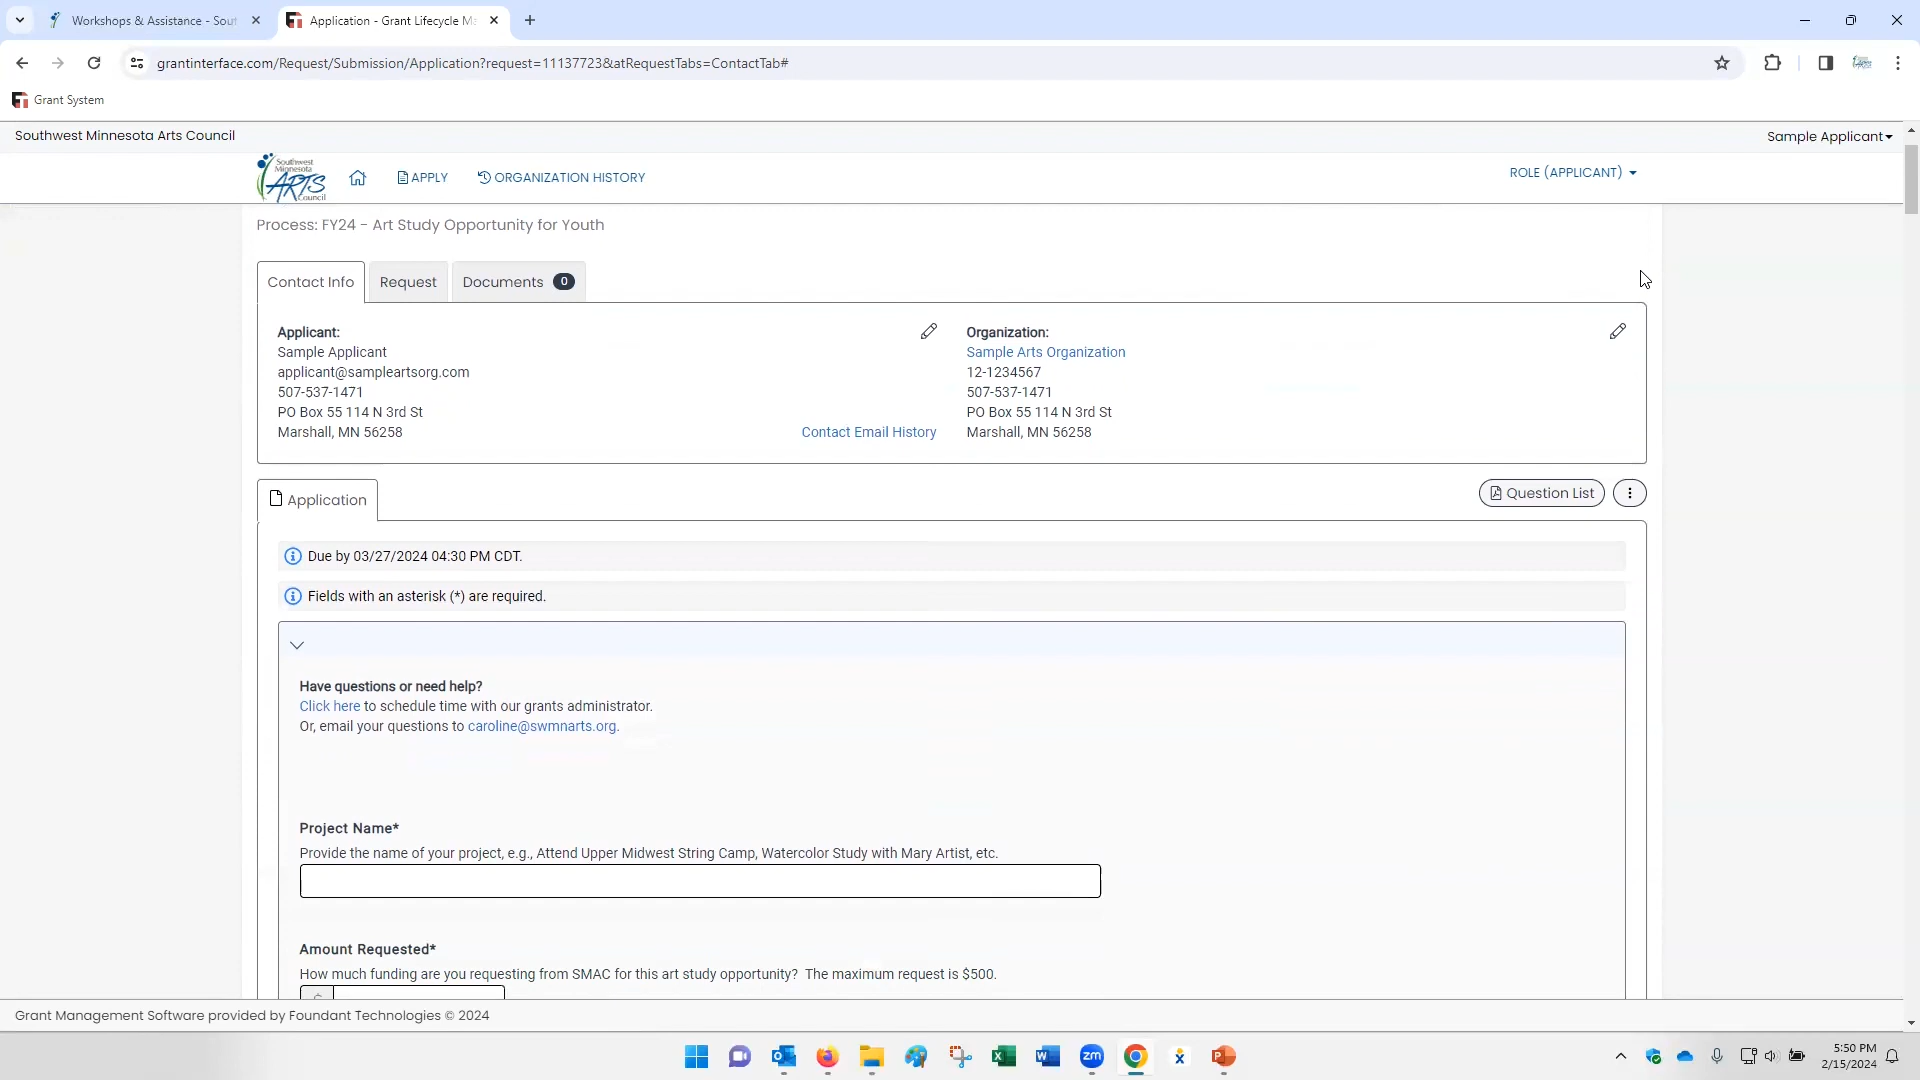 Workshops & Assistance - Sout
Application - Grant Lifecycle Ma
grantinterface.com/Request/Submission/Application?request=11137723&atRequestTabs=ContactTab#
Grant System
Southwest Minnesota Arts Council
Sample Applicant
Southwest
Minnesota
ARTS
Council
APPLY
ORGANIZATION HISTORY
ROLE (APPLICANT)
Process: FY24 - Art Study Opportunity for Youth
Contact Info
Request
Documents 0
Applicant:
Sample Applicant
applicant@sampleartsorg.com
507-537-1471
PO Box 55 114 N 3rd St
Marshall, MN 56258
Contact Email History
Organization:
Sample Arts Organization
12-1234567
507-537-1471
PO Box 55 114 N 3rd St
Marshall, MN 56258
Application
Question List
Due by 03/27/2024 04:30 PM CDT.
Fields with an asterisk (*) are required.
Have questions or need help?
Click here to schedule time with our grants administrator.
Or, email your questions to caroline@swmnarts.org.
Project Name*
Provide the name of your project, e.g., Attend Upper Midwest String Camp, Watercolor Study with Mary Artist, etc.
Amount Requested*
How much funding are you requesting from SMAC for this art study opportunity? The maximum request is $500.
Grant Management Software provided by Foundant Technologies © 2024
zm
5:50 PM
2/15/2024